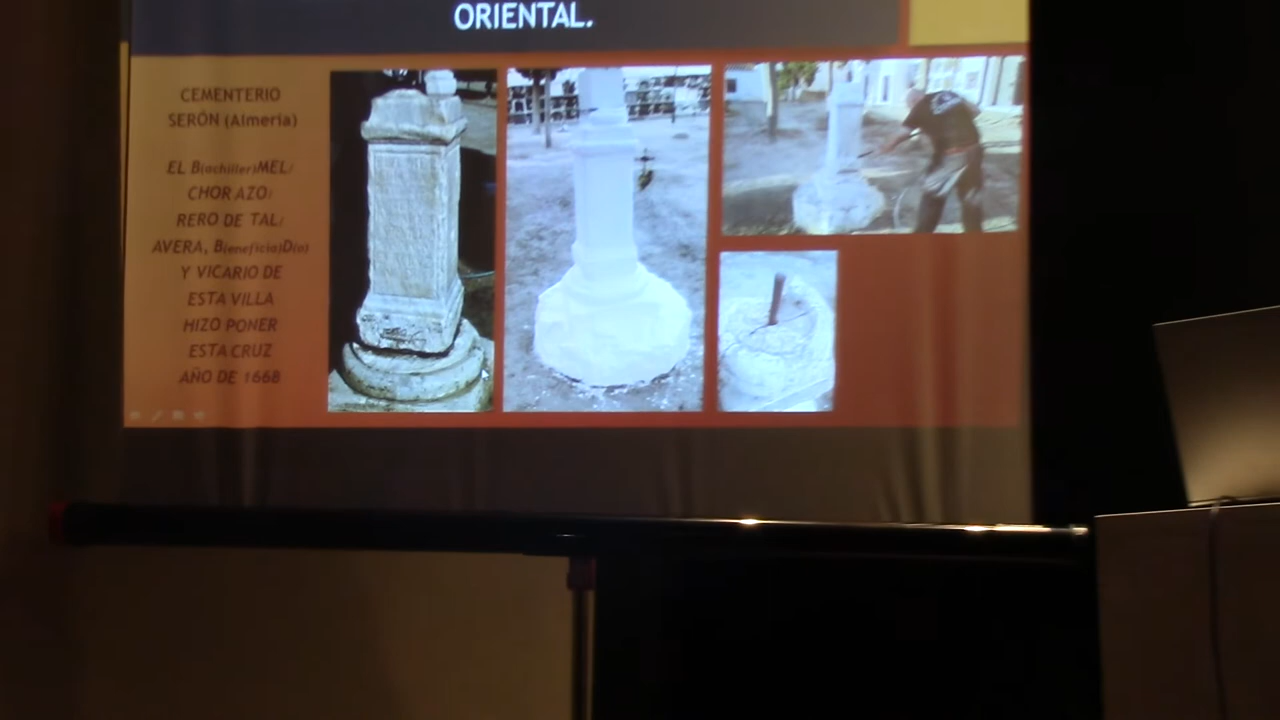 ORIENTAL.
CEMENTERIO
SERÓN (Almería)
EL B(achiller)MEL/
CHOR AZO/
RERO DE TAL/
AVERA, B(eneficia)D(o)
Y VICARIO DE
ESTA VILLA
HIZO PONER
ESTA CRUZ
AÑO DE 1668